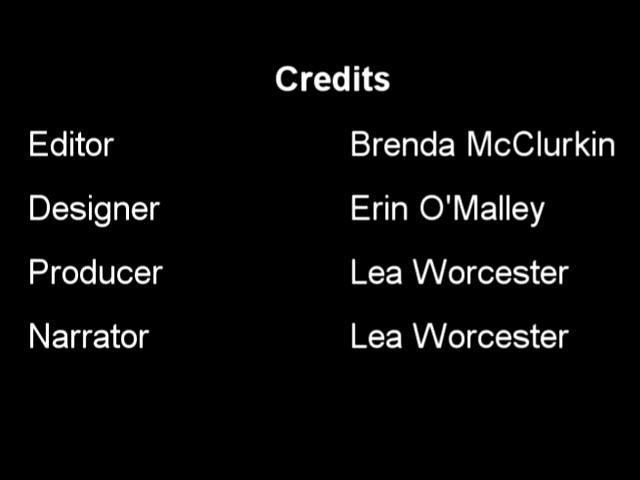 Credits
Editor Brenda McClurkin
Designer Erin O'Malley
Producer Lea Worcester
Narrator Lea Worcester